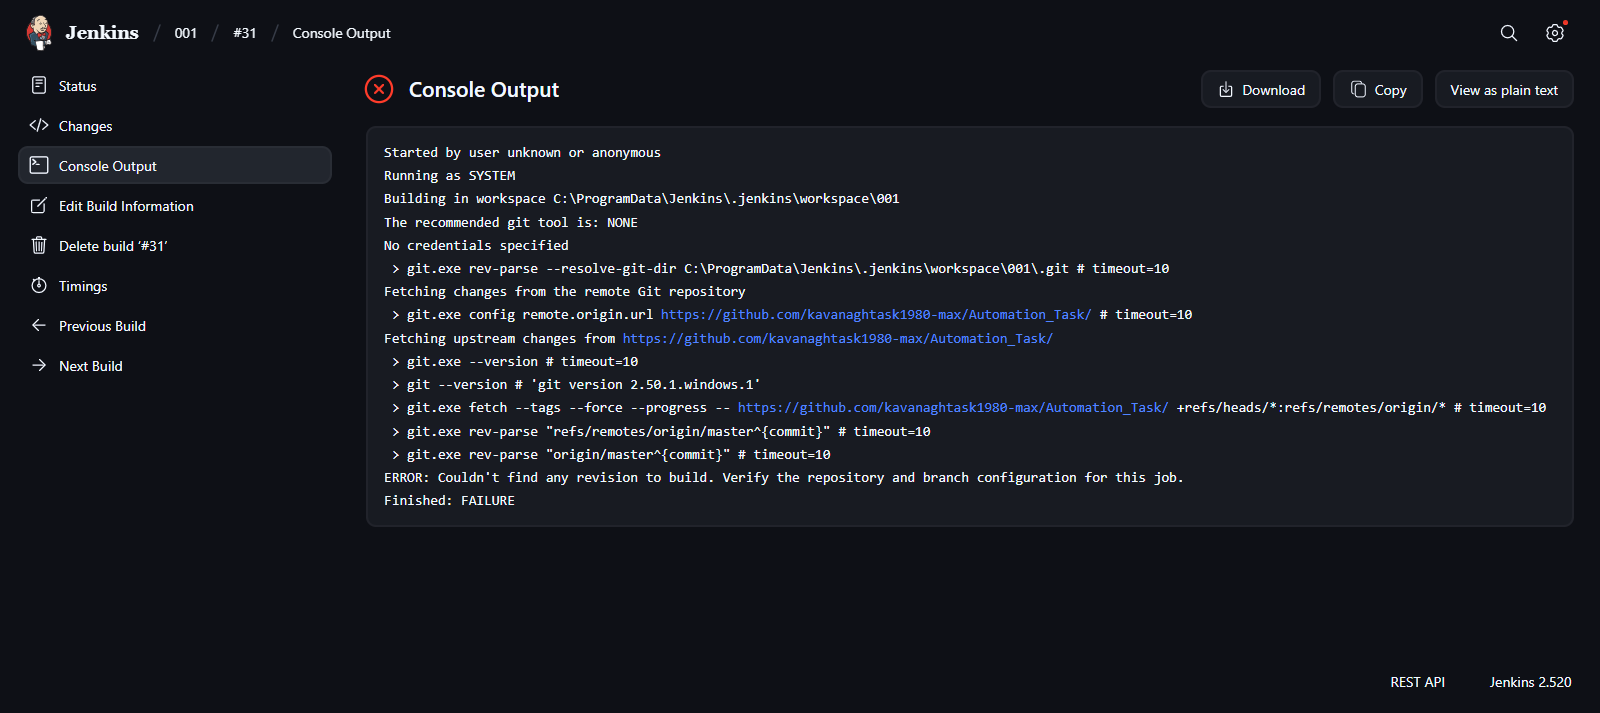 Jenkins / 001 / #31 / Console Output
Status
Changes
Console Output
Edit Build Information
Delete build ‘#31’
Timings
Previous Build
Next Build
Console Output
Download
Copy
View as plain text
Started by user unknown or anonymous
Running as SYSTEM
Building in workspace C:\ProgramData\Jenkins\.jenkins\workspace\001
The recommended git tool is: NONE
No credentials specified
 > git.exe rev-parse --resolve-git-dir C:\ProgramData\Jenkins\.jenkins\workspace\001\.git # timeout=10
Fetching changes from the remote Git repository
 > git.exe config remote.origin.url https://github.com/kavanaghtask1980-max/Automation_Task/ # timeout=10
Fetching upstream changes from https://github.com/kavanaghtask1980-max/Automation_Task/
 > git.exe --version # timeout=10
 > git --version # 'git version 2.50.1.windows.1'
 > git.exe fetch --tags --force --progress -- https://github.com/kavanaghtask1980-max/Automation_Task/ +refs/heads/*:refs/remotes/origin/* # timeout=10
 > git.exe rev-parse "refs/remotes/origin/master^{commit}" # timeout=10
 > git.exe rev-parse "origin/master^{commit}" # timeout=10
ERROR: Couldn't find any revision to build. Verify the repository and branch configuration for this job.
Finished: FAILURE
REST API
Jenkins 2.520